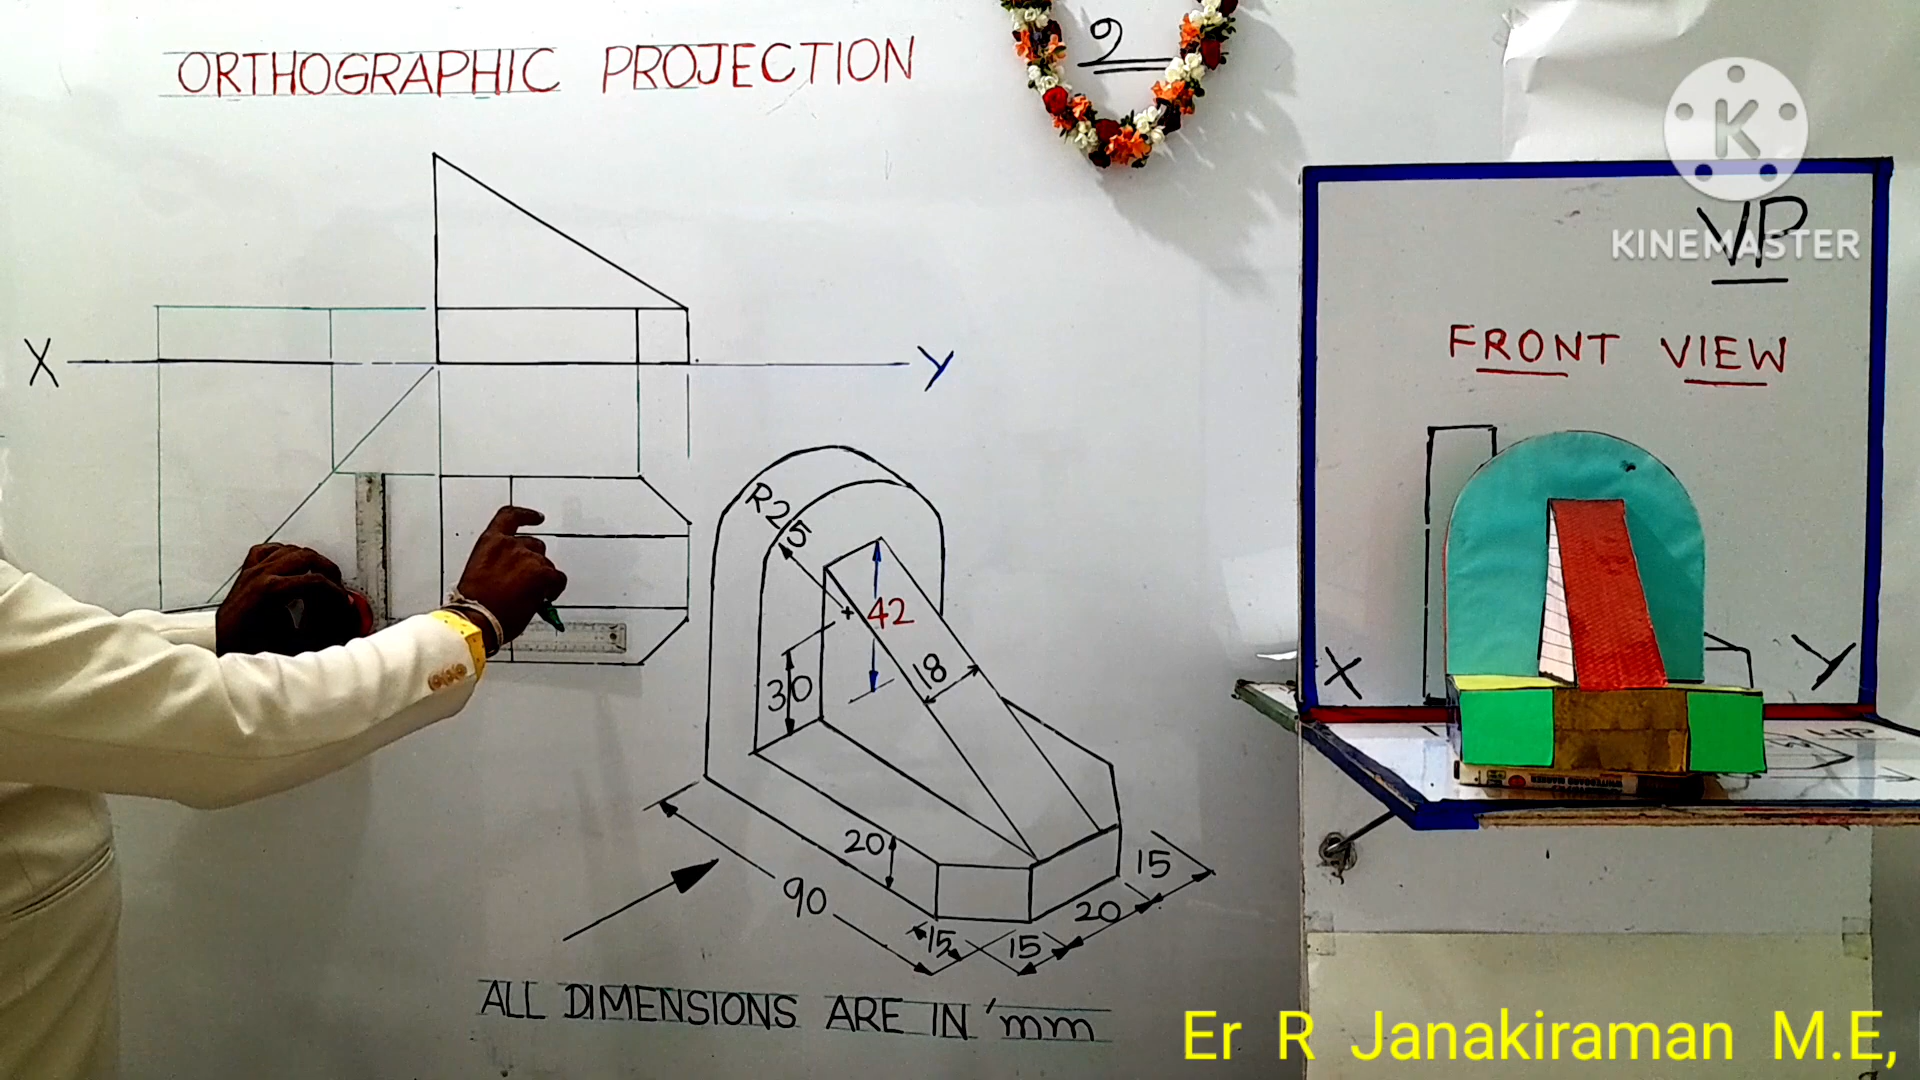 ORTHOGRAPHIC PROJECTION
K
KINEMASTER
VP
FRONT VIEW
X
Y
R25
42
18
30
20
90
15
15
20
15
X
Y
HP
ALL DIMENSIONS ARE IN 'mm
Er R Janakiraman M.E,